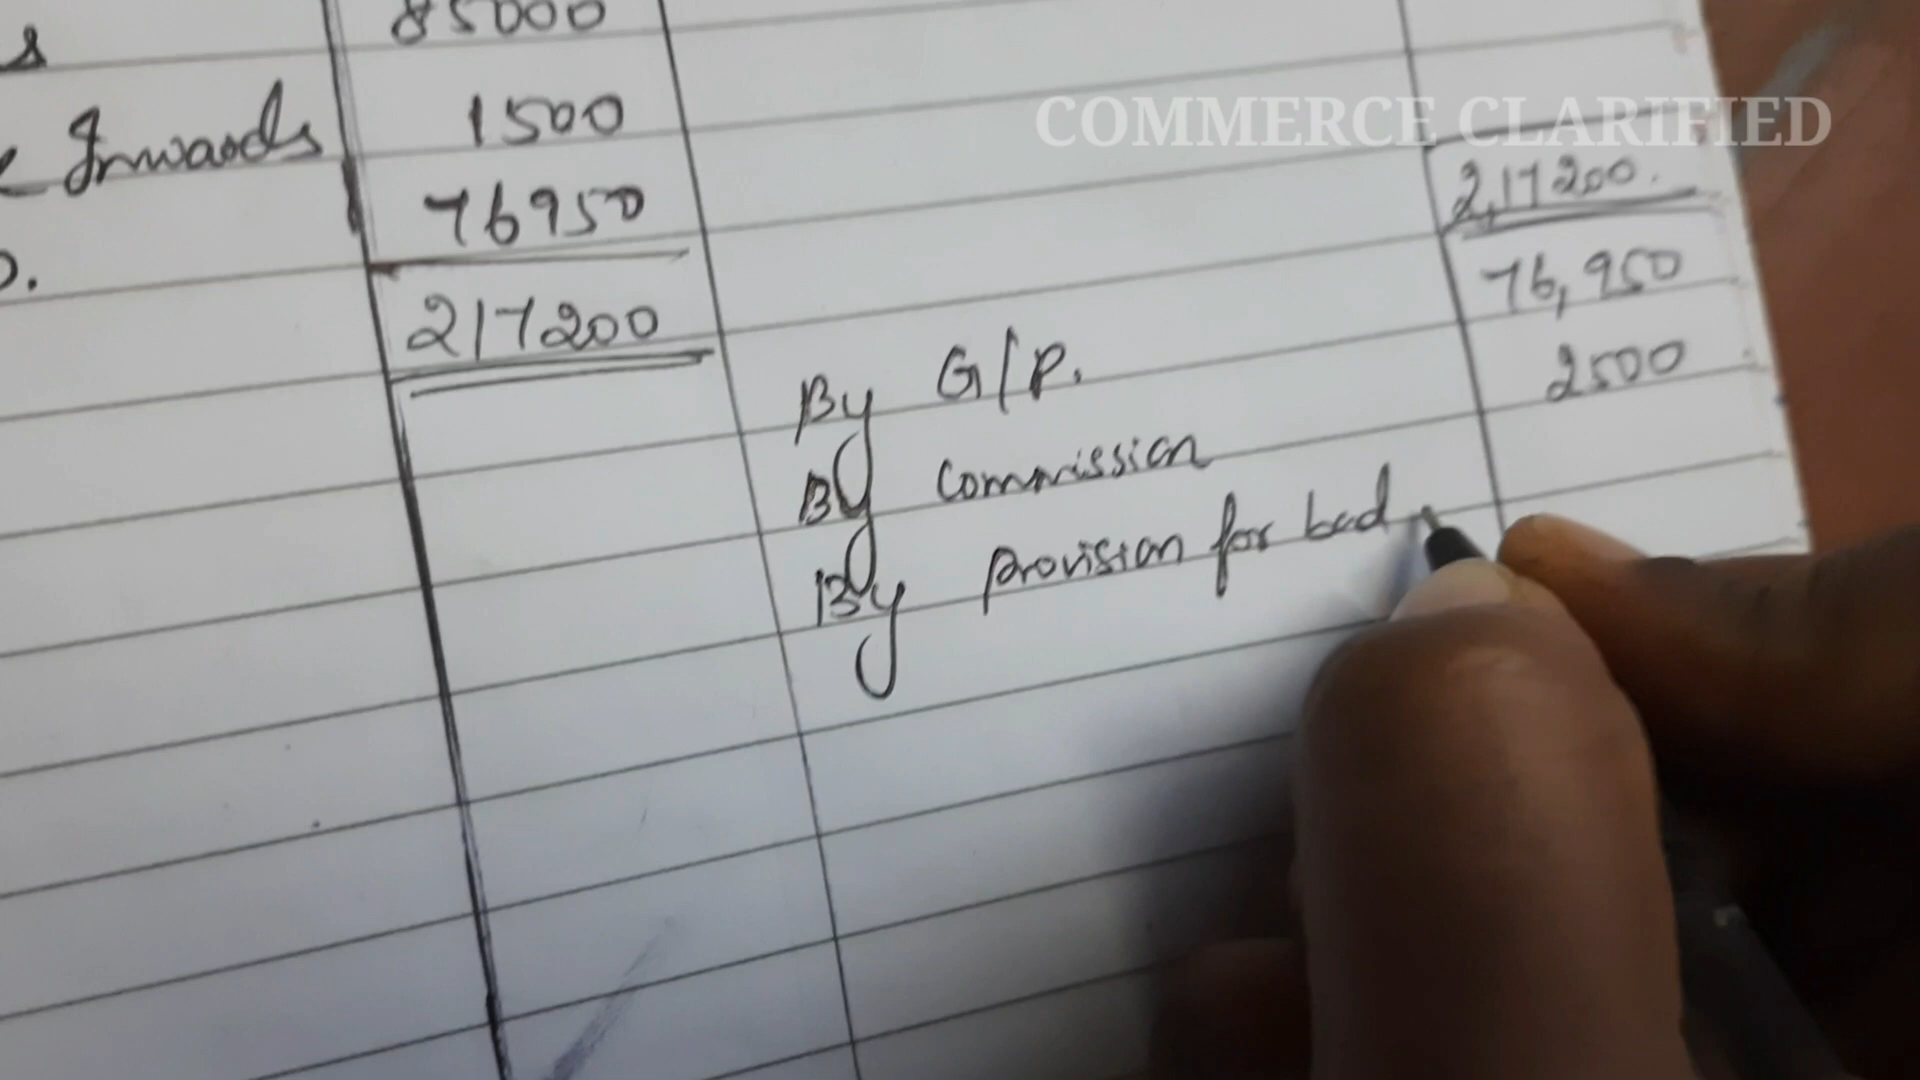 s 85000
Inwards 1500
COMMERCE CLARIFIED
76950 2,17200.
217200 76,950
By G/P. 2500
By Commission
By provision for bad